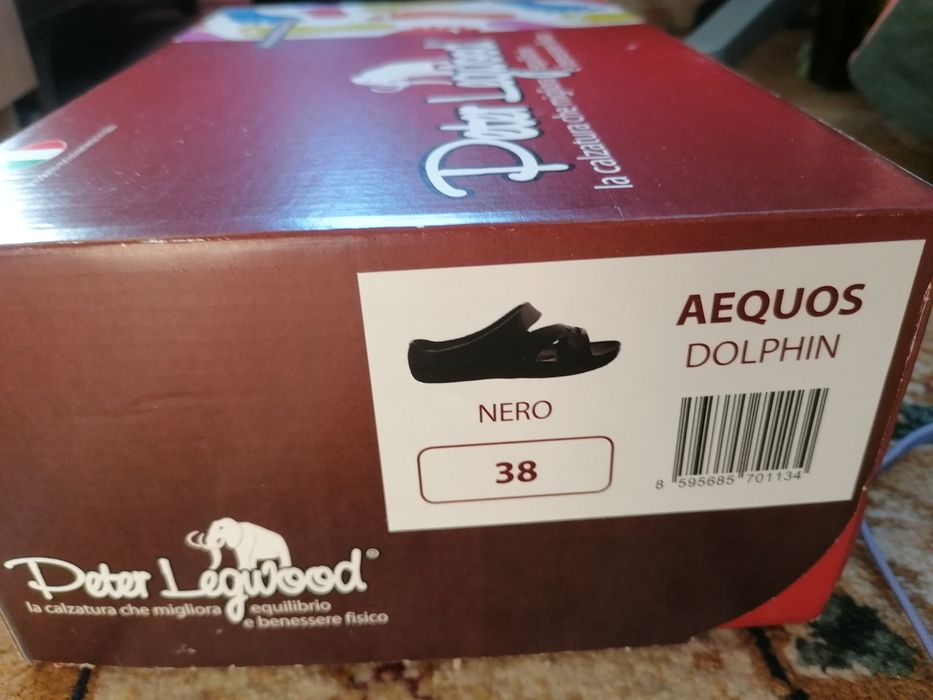 Peter Legwood
la calzatura che migliora
AEQUOS
DOLPHIN
NERO
38
8 595685 701134
Peter Legwood®
la calzatura che migliora equilibrio
e benessere fisico